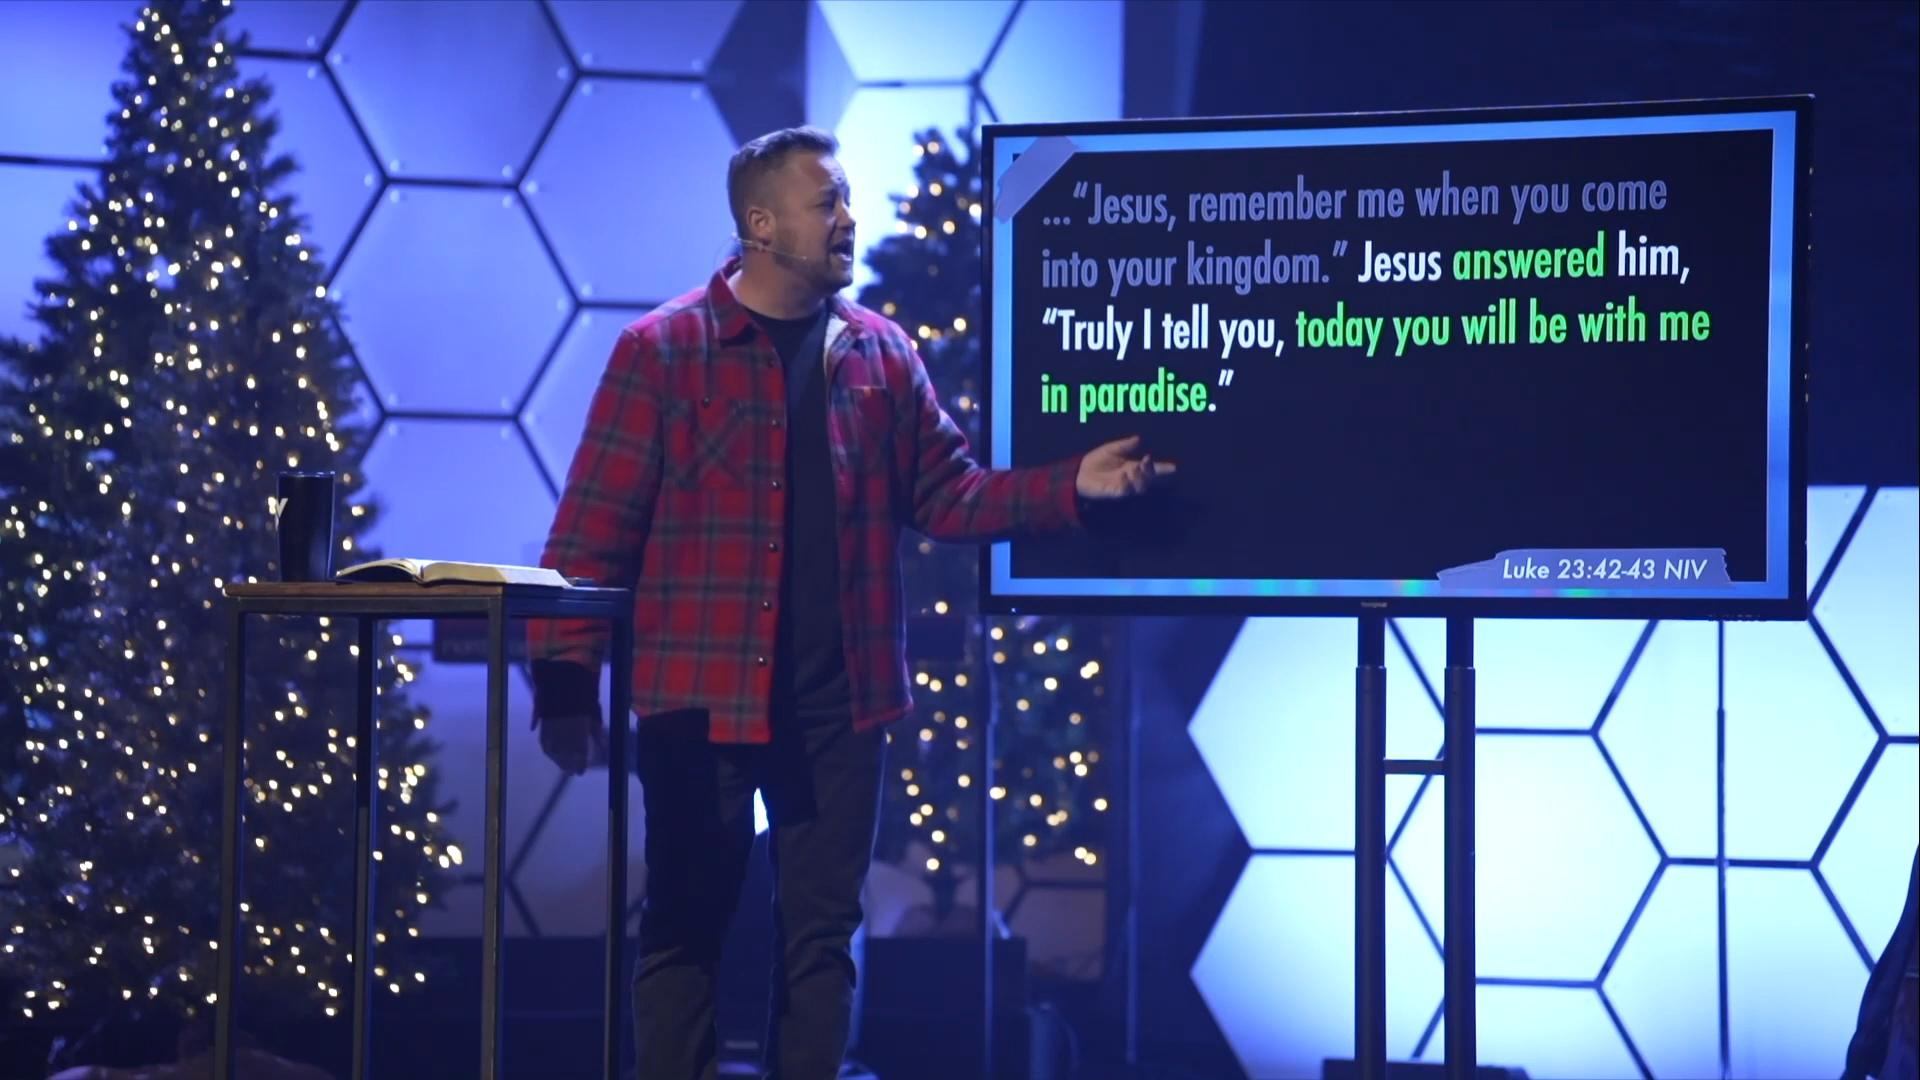 …“Jesus, remember me when you come
into your kingdom.” Jesus answered him,
“Truly I tell you, today you will be with me
in paradise.”
Luke 23:42-43 NIV